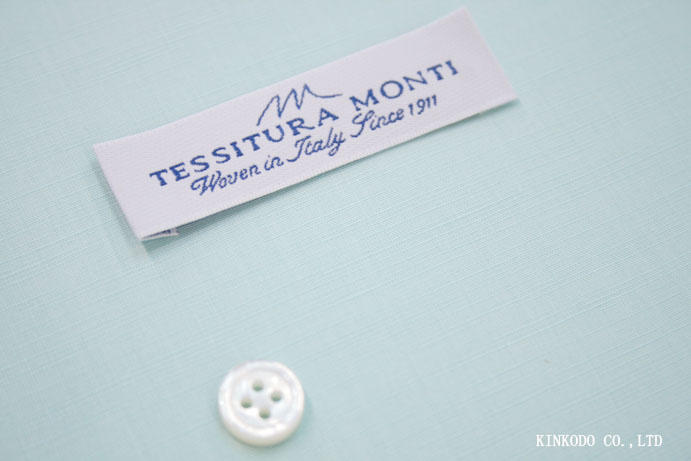 TESSITURA MONTI
Woven in Italy Since 1911
KINKODO CO.,LTD